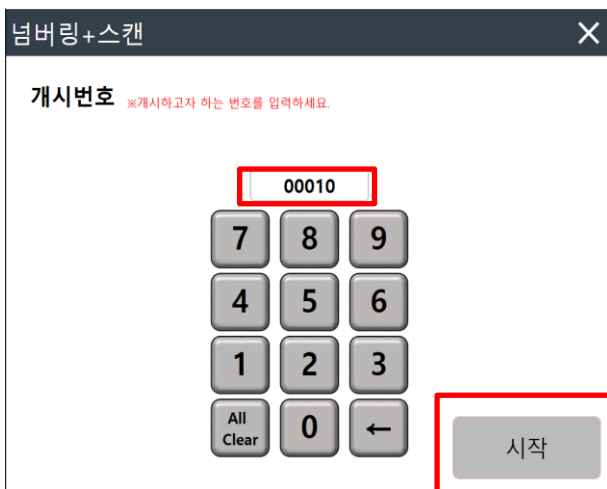 넘버링+스캔
개시번호 ※개시하고자 하는 번호를 입력하세요.
00010
7 8 9
4 5 6
1 2 3
All
Clear 0 ←
시작